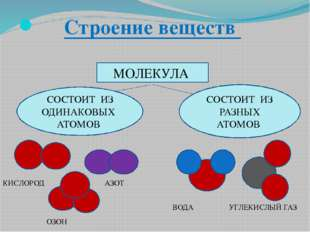 Строение веществ
МОЛЕКУЛА
СОСТОИТ ИЗ
ОДИНАКОВЫХ
АТОМОВ
СОСТОИТ ИЗ
РАЗНЫХ
АТОМОВ
КИСЛОРОД
АЗОТ
ОЗОН
ВОДА
УГЛЕКИСЛЫЙ ГАЗ